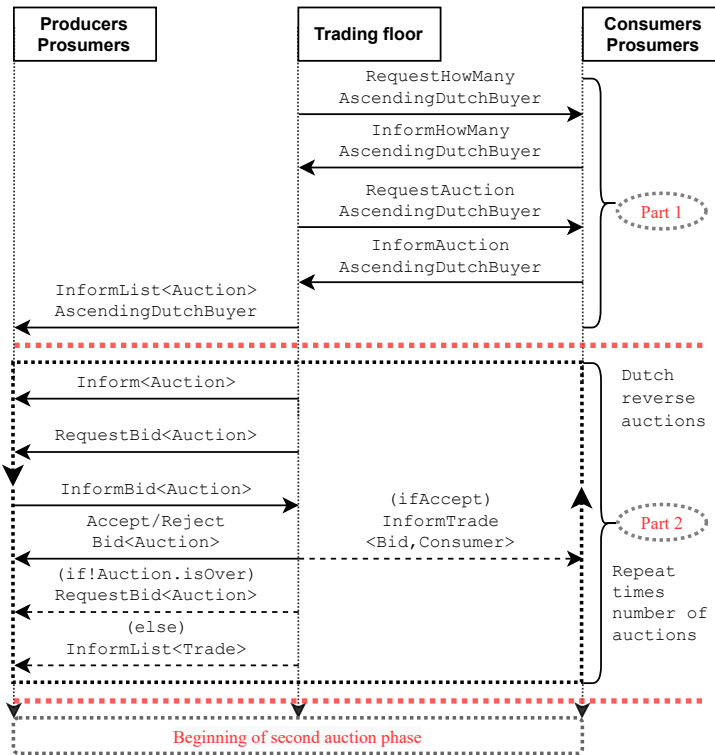 Producers
Prosumers
Trading floor
Consumers
Prosumers
RequestHowMany
AscendingDutchBuyer
InformHowMany
AscendingDutchBuyer
RequestAuction
AscendingDutchBuyer
Part 1
InformAuction
AscendingDutchBuyer
InformList<Auction>
AscendingDutchBuyer
Inform<Auction>
Dutch
reverse
auctions
RequestBid<Auction>
InformBid<Auction>
(ifAccept)
InformTrade
<Bid,Consumer>
Accept/Reject
Bid<Auction>
Part 2
(if!Auction.isOver)
RequestBid<Auction>
Repeat
times
number of
auctions
(else)
InformList<Trade>
Beginning of second auction phase